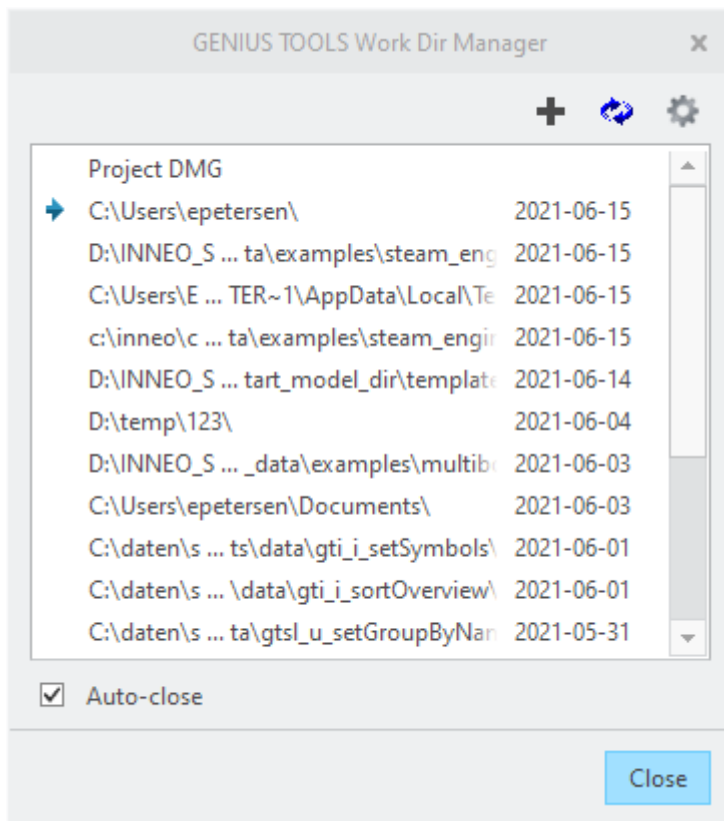 GENIUS TOOLS Work Dir Manager
Project DMG
C:\Users\epetersen\ 2021-06-15
D:\INNEO_S ... ta\examples\steam_eng 2021-06-15
C:\Users\E ... TER~1\AppData\Local\Te 2021-06-15
c:\inneo\c ... ta\examples\steam_engin 2021-06-15
D:\INNEO_S ... tart_model_dir\template 2021-06-14
D:\temp\123\ 2021-06-04
D:\INNEO_S ... _data\examples\multibo 2021-06-03
C:\Users\epetersen\Documents\ 2021-06-03
C:\daten\s ... ts\data\gti_i_setSymbols\ 2021-06-01
C:\daten\s ... \data\gti_i_sortOverview\ 2021-06-01
C:\daten\s ... ta\gtsl_u_setGroupByNam 2021-05-31
Auto-close
Close